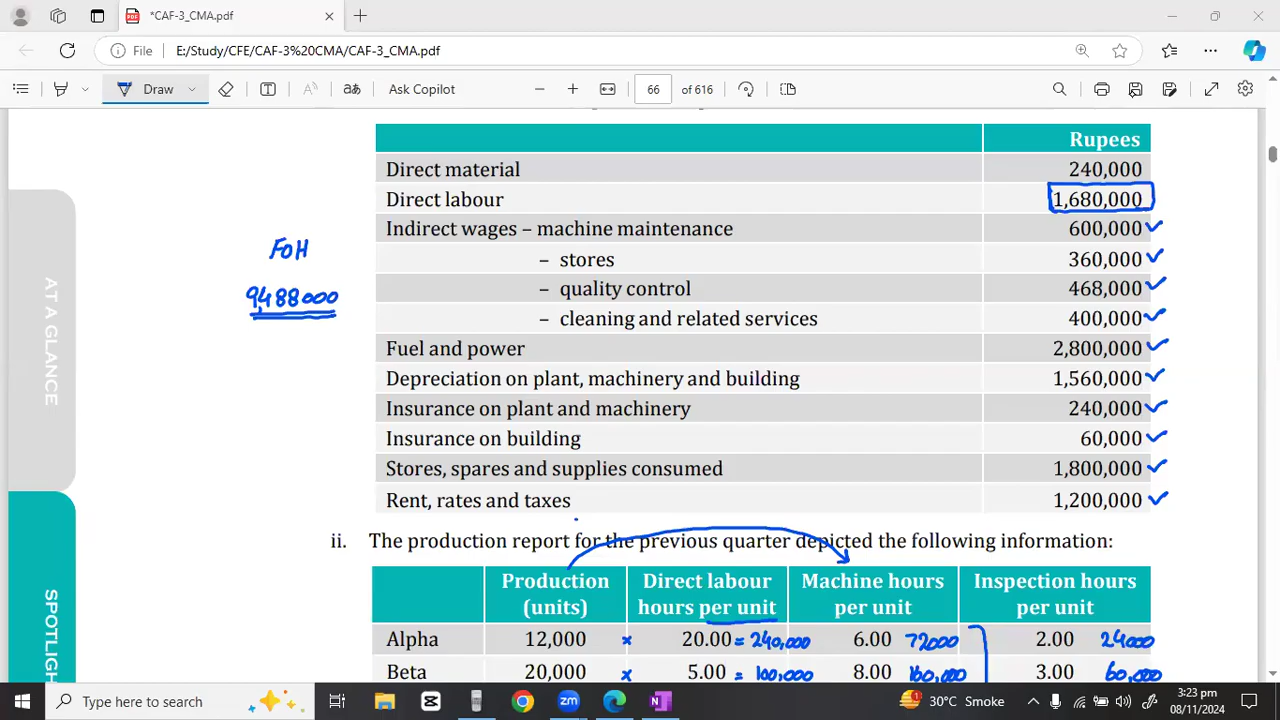 *CAF-3_CMA.pdf
File E:/Study/CFE/CAF-3%20CMA/CAF-3_CMA.pdf
Draw aあ Ask Copilot 66 of 616
Rupees
Direct material 240,000
Direct labour 1,680,000
Indirect wages – machine maintenance 600,000
– stores 360,000
– quality control 468,000
– cleaning and related services 400,000
Fuel and power 2,800,000
Depreciation on plant, machinery and building 1,560,000
Insurance on plant and machinery 240,000
Insurance on building 60,000
Stores, spares and supplies consumed 1,800,000
Rent, rates and taxes 1,200,000
FOH
9,488000
AT A GLANCE
SPOTLIGH
ii. The production report for the previous quarter depicted the following information:
Production (units) Direct labour hours per unit Machine hours per unit Inspection hours per unit
Alpha 12,000 × 20.00 = 240,000 6.00 72000 2.00 24000
Beta 20,000 × 5.00 = 100,000 8.00 160,000 3.00 60,000
Type here to search
zm
N
30°C Smoke
3:23 pm
08/11/2024